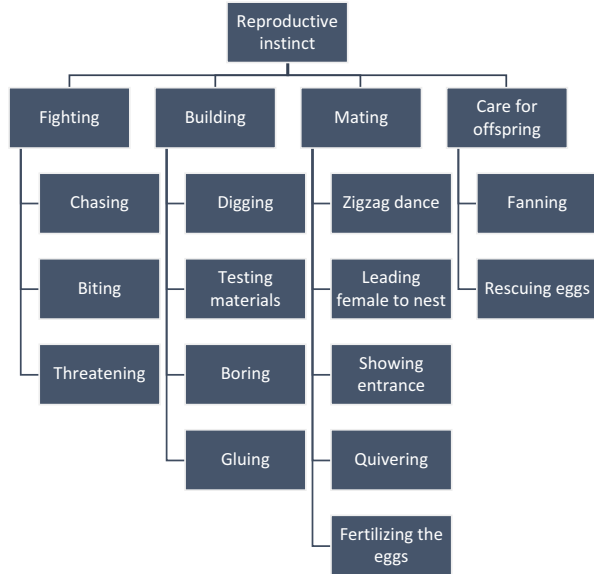 Reproductive
instinct
Fighting
Building
Mating
Care for
offspring
Chasing
Biting
Threatening
Digging
Testing
materials
Boring
Gluing
Zigzag dance
Leading
female to nest
Showing
entrance
Quivering
Fertilizing the
eggs
Fanning
Rescuing eggs